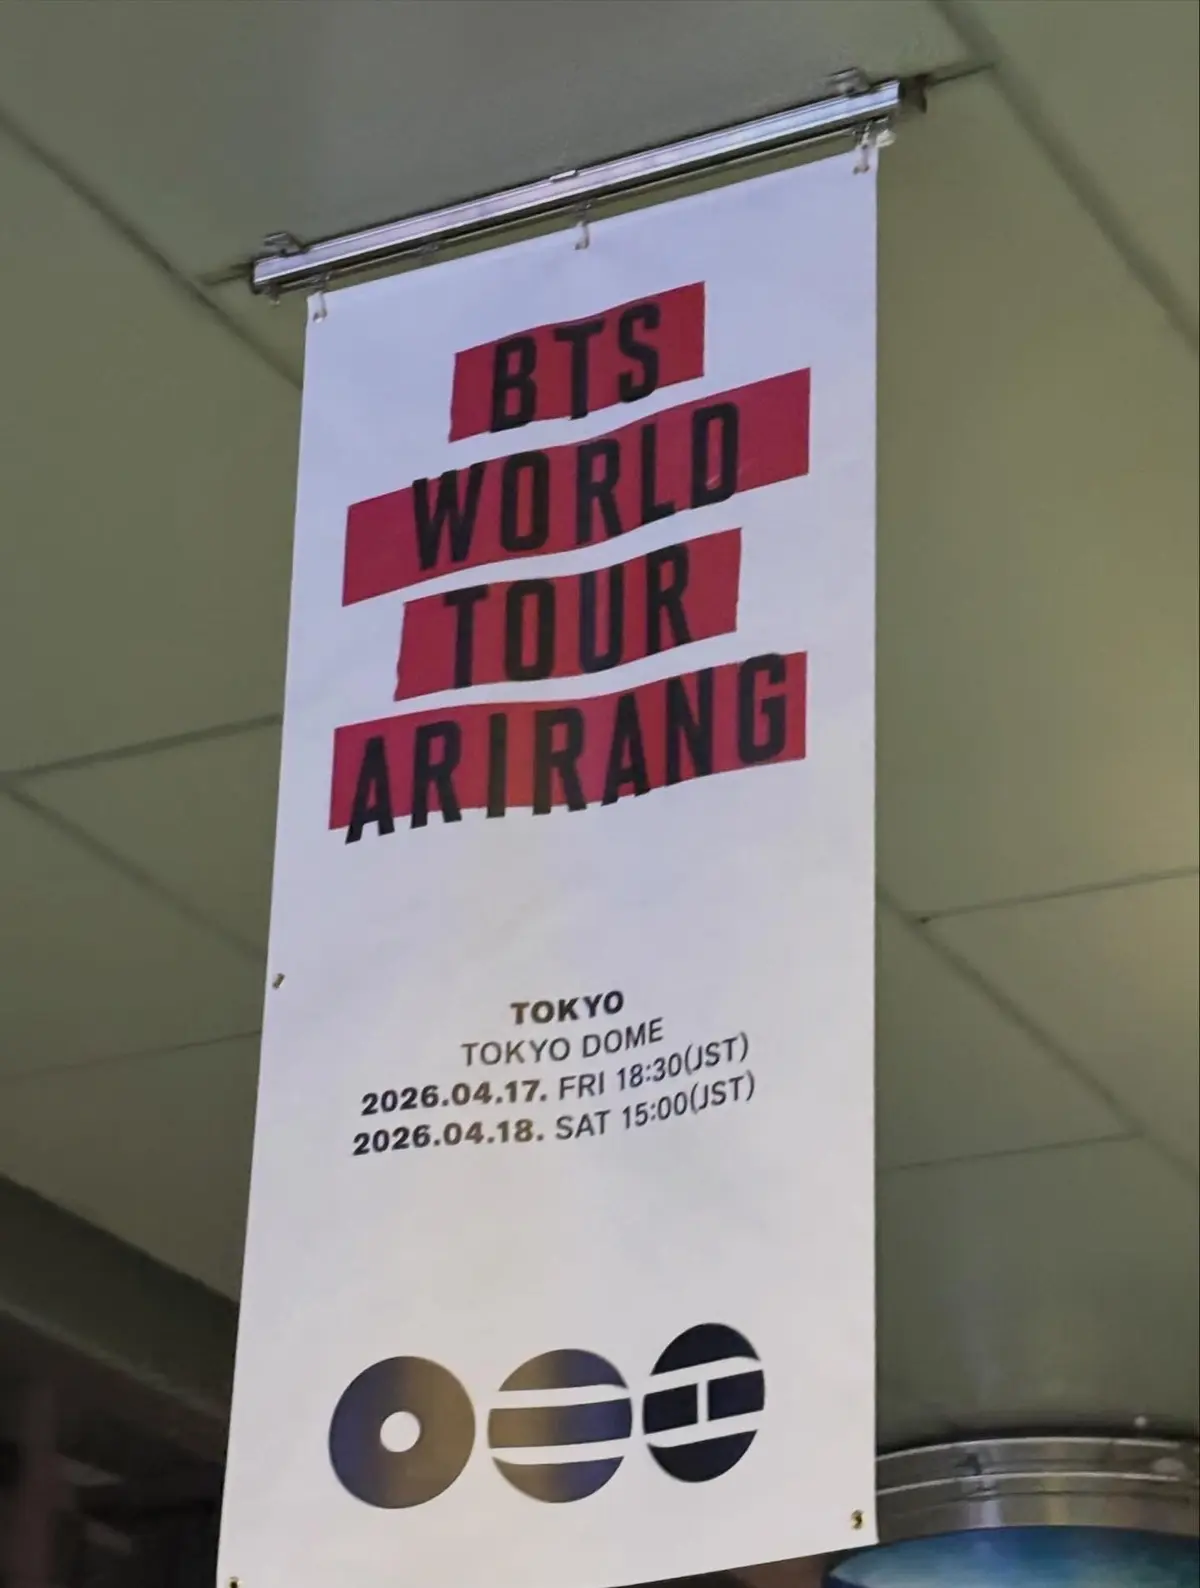 BTS
WORLD
TOUR
ARIRANG
TOKYO
TOKYO DOME
2026.04.17. FRI 18:30(JST)
2026.04.18. SAT 15:00(JST)